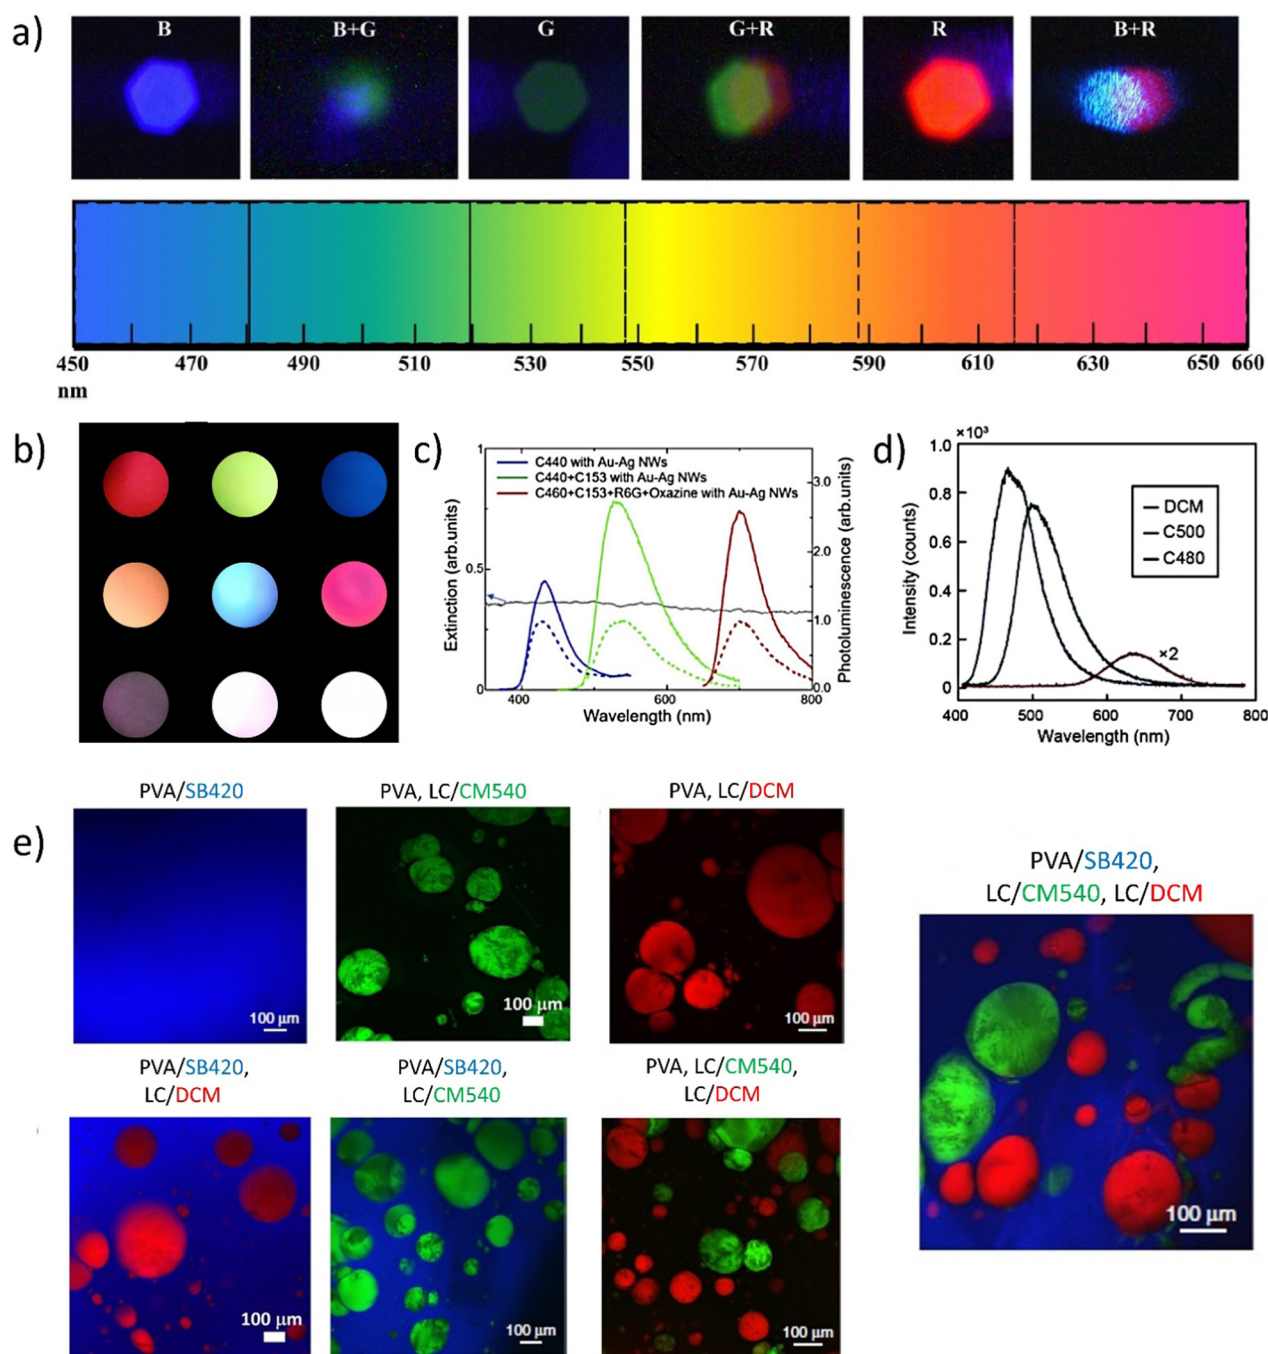 a)
B
B+G
G
G+R
R
B+R
450
470
490
510
530
550
570
590
610
630
650
660
nm
b)
c)
C440 with Au-Ag NWs
C440+C153 with Au-Ag NWs
C460+C153+R6G+Oxazine with Au-Ag NWs
Extinction (arb.units)
1
0.5
0
Photoluminescence (arb.units)
3.0
2.0
1.0
0.0
400
600
800
Wavelength (nm)
d)
×10³
1.0
0.8
0.6
0.4
0.2
0
Intensity (counts)
DCM
C500
C480
×2
400
500
600
700
800
Wavelength (nm)
e)
PVA/SB420
100 µm
PVA, LC/CM540
100 µm
PVA, LC/DCM
100 µm
PVA/SB420,
LC/DCM
100 µm
PVA/SB420,
LC/CM540
100 µm
PVA, LC/CM540,
LC/DCM
100 µm
PVA/SB420,
LC/CM540, LC/DCM
100 µm